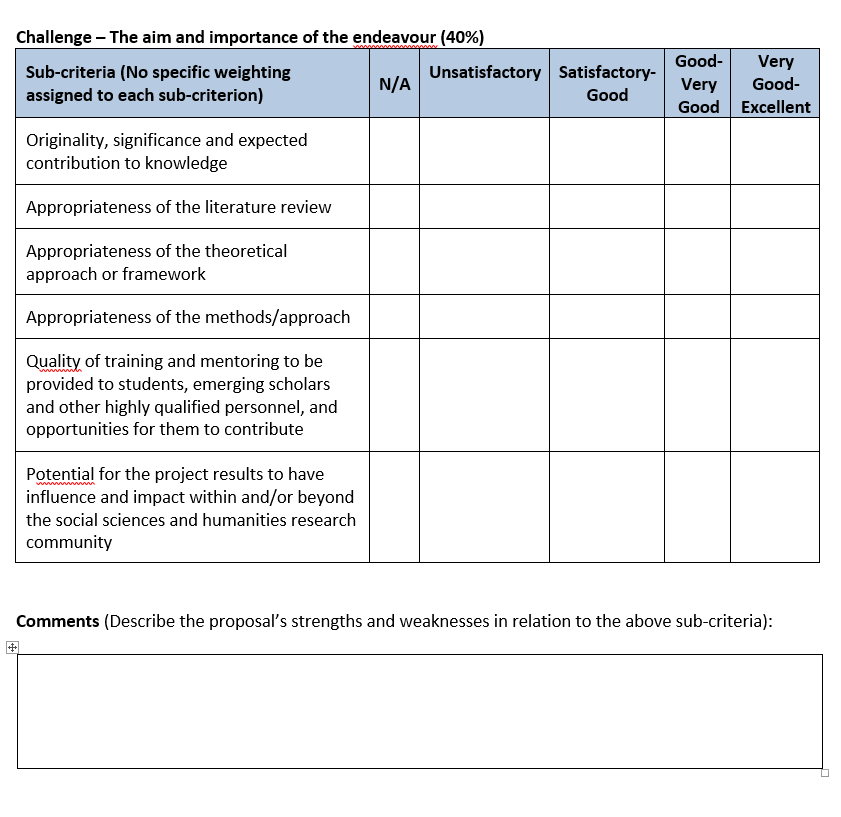 Challenge – The aim and importance of the endeavour (40%)
Sub-criteria (No specific weighting
assigned to each sub-criterion)
N/A
Unsatisfactory
Satisfactory-
Good
Good-
Very
Good
Very
Good-
Excellent
Originality, significance and expected
contribution to knowledge
Appropriateness of the literature review
Appropriateness of the theoretical
approach or framework
Appropriateness of the methods/approach
Quality of training and mentoring to be
provided to students, emerging scholars
and other highly qualified personnel, and
opportunities for them to contribute
Potential for the project results to have
influence and impact within and/or beyond
the social sciences and humanities research
community
Comments (Describe the proposal’s strengths and weaknesses in relation to the above sub-criteria):